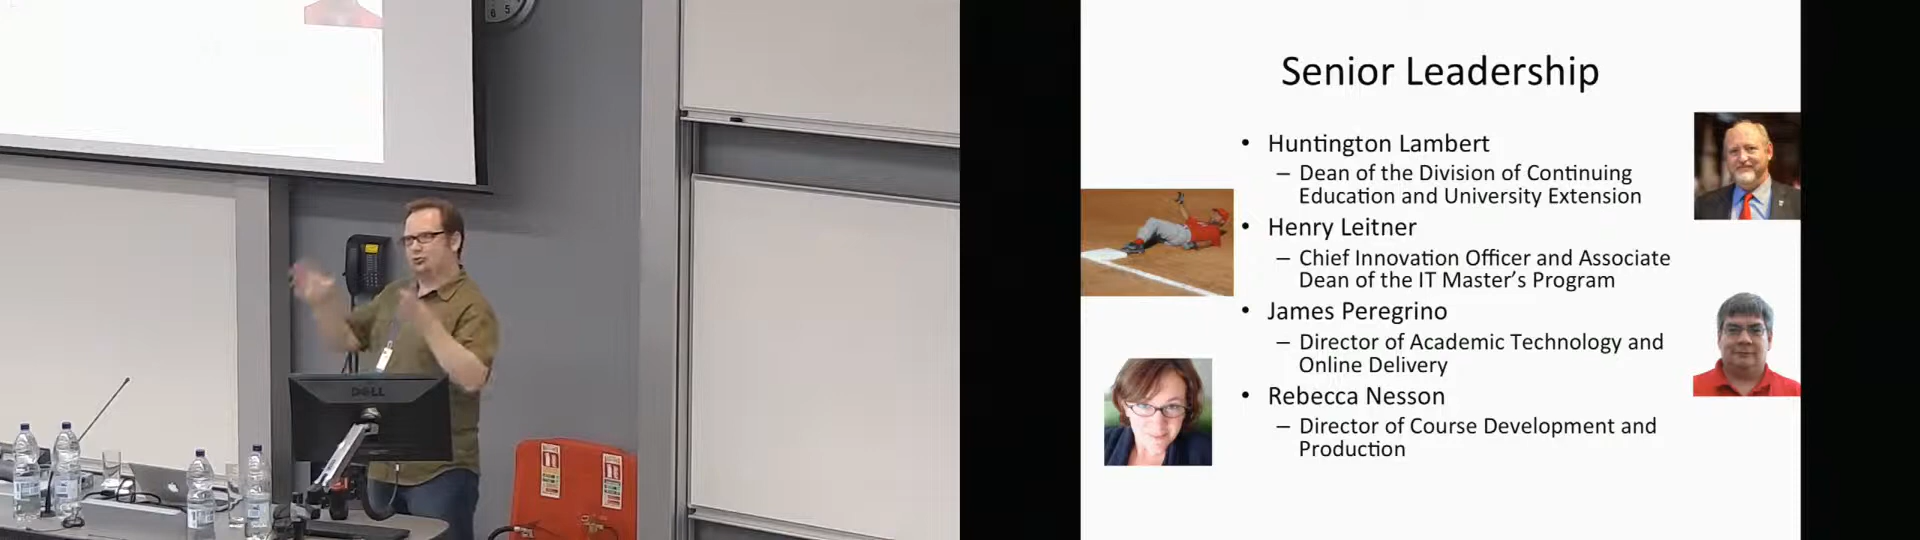 6 5
DELL
Senior Leadership
• Huntington Lambert
– Dean of the Division of Continuing
Education and University Extension
• Henry Leitner
– Chief Innovation Officer and Associate
Dean of the IT Master’s Program
• James Peregrino
– Director of Academic Technology and
Online Delivery
• Rebecca Nesson
– Director of Course Development and
Production